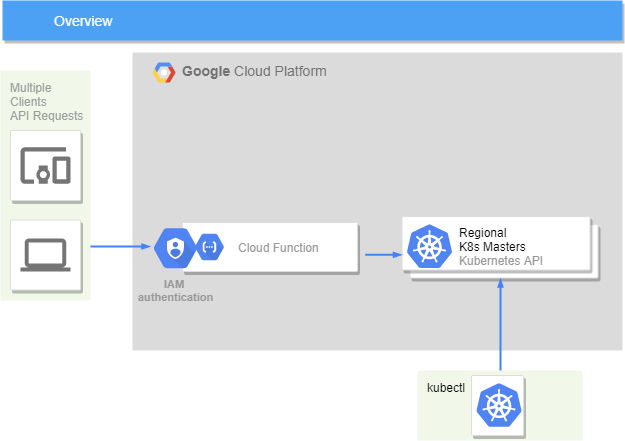 Overview
Google Cloud Platform
Multiple
Clients
API Requests
Cloud Function
IAM
authentication
Regional
K8s Masters
Kubernetes API
kubectl